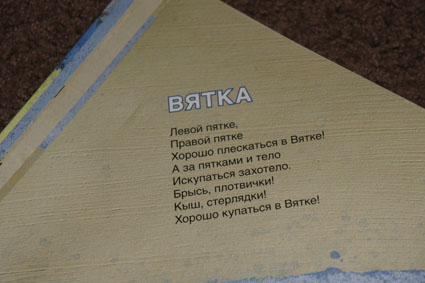 ВЯТКА
Левой пятке,
Правой пятке
Хорошо плескаться в Вятке!
А за пятками и тело
Искупаться захотело.
Брысь, плотвички!
Кыш, стерлядки!
Хорошо купаться в Вятке!